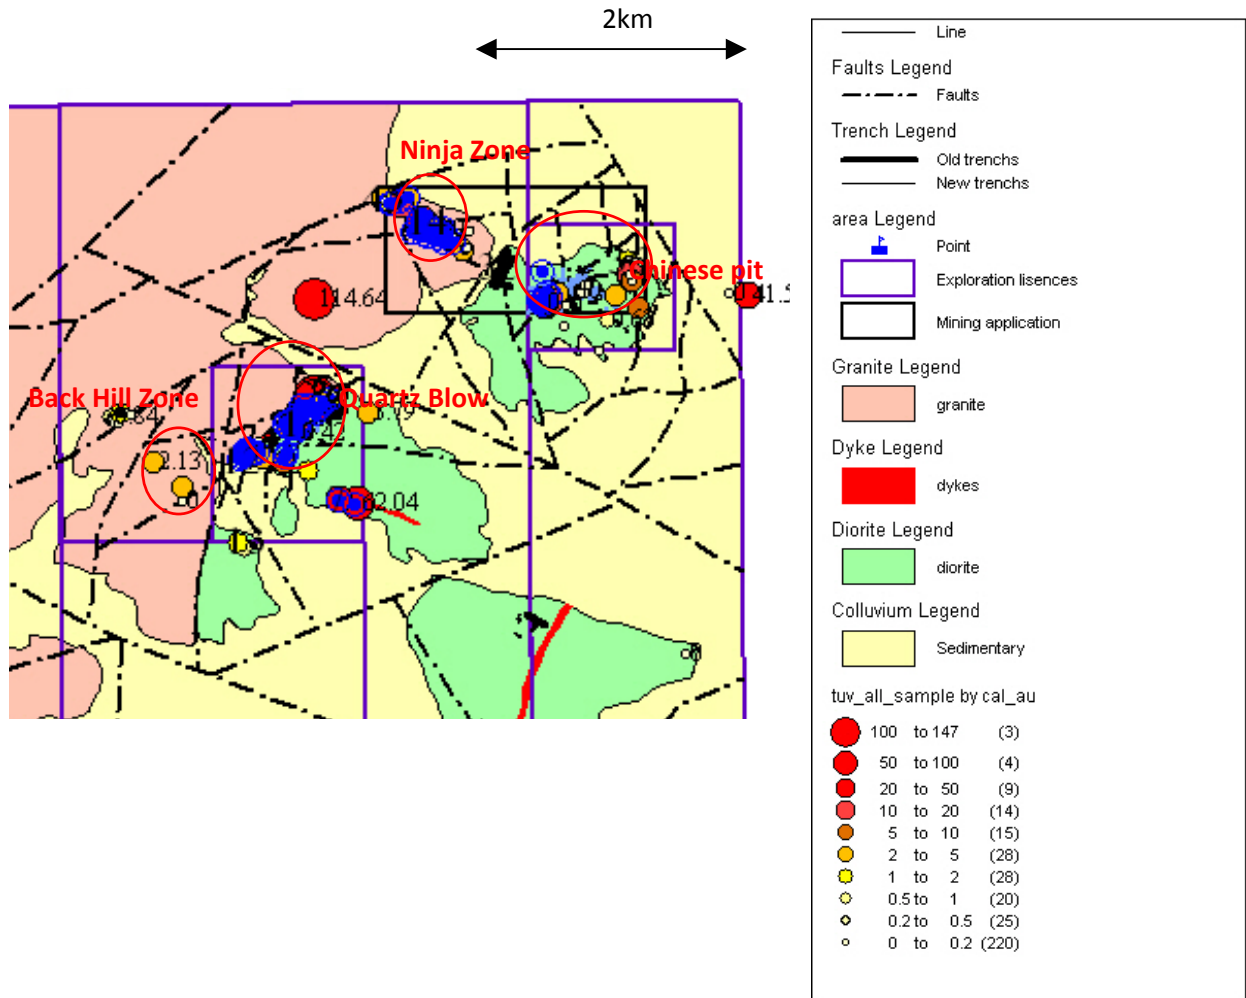 2km
Ninja Zone
Chinese pit
114.64
Back Hill Zone
Quartz Blow
2.13
62.04
Line
Faults Legend
Faults
Trench Legend
Old trenchs
New trenchs
area Legend
Point
Exploration lisences
Mining application
Granite Legend
granite
Dyke Legend
dykes
Diorite Legend
diorite
Colluvium Legend
Sedimentary
tuv_all_sample by cal_au
100 to 147 (3)
50 to 100 (4)
20 to 50 (9)
10 to 20 (14)
5 to 10 (15)
2 to 5 (28)
1 to 2 (28)
0.5 to 1 (20)
0.2 to 0.5 (25)
0 to 0.2 (220)